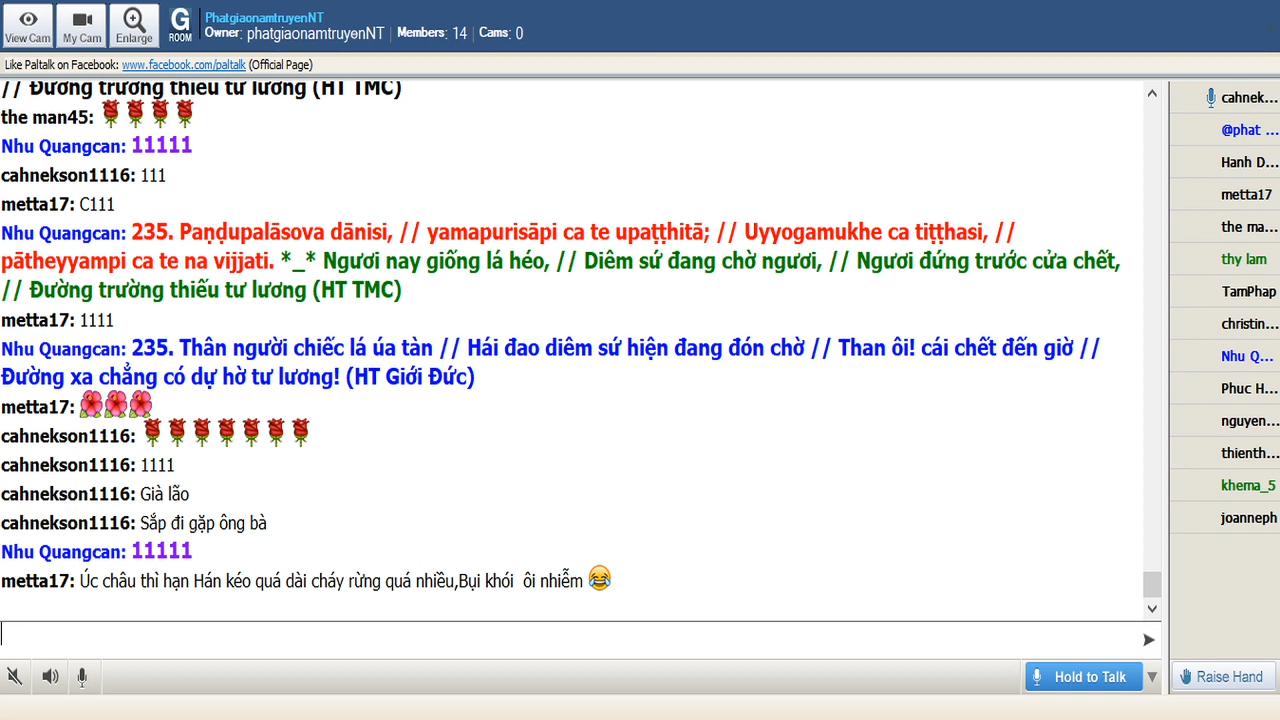 PhatgiaonamtruyenNT
View Cam My Cam Enlarge G ROOM Owner: phatgiaonamtruyenNT | Members: 14 | Cams: 0
Like Paltalk on Facebook: www.facebook.com/paltalk (Official Page)
// Đường trường thiếu tư lương (HT TMC)
the man45:
Nhu Quangcan: 11111
cahnekson1116: 111
metta17: C111
Nhu Quangcan: 235. Paṇḍupalāsova dānisi, // yamapurisāpi ca te upaṭṭhitā; // Uyyogamukhe ca tiṭṭhasi, //
pātheyyampi ca te na vijjati. *_* Ngươi nay giống lá héo, // Diêm sứ đang chờ ngươi, // Ngươi đứng trước cửa chết,
// Đường trường thiếu tư lương (HT TMC)
metta17: 1111
Nhu Quangcan: 235. Thân người chiếc lá úa tàn // Hái đao diêm sứ hiện đang đón chờ // Than ôi! cái chết đến giờ //
Đường xa chẳng có dự hờ tư lương! (HT Giới Đức)
metta17:
cahnekson1116:
cahnekson1116: 1111
cahnekson1116: Già lão
cahnekson1116: Sắp đi gặp ông bà
Nhu Quangcan: 11111
metta17: Úc châu thì hạn Hán kéo quá dài cháy rừng quá nhiều,Bụi khói ôi nhiễm
cahnek...
@phat ...
Hanh D...
metta17
the ma...
thy lam
TamPhap
christin...
Nhu Q...
Phuc H...
nguyen...
thienth...
khema_5
joanneph
Hold to Talk
Raise Hand